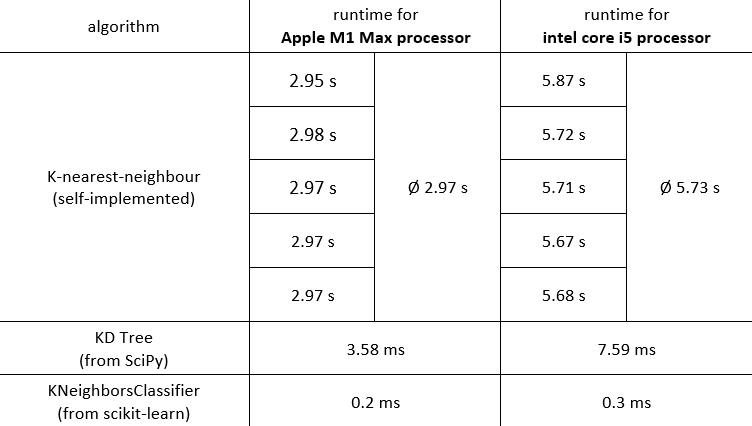 algorithm
runtime for
Apple M1 Max processor
runtime for
intel core i5 processor
K-nearest-neighbour
(self-implemented)
2.95 s
2.98 s
2.97 s
2.97 s
2.97 s
Ø 2.97 s
5.87 s
5.72 s
5.71 s
5.67 s
5.68 s
Ø 5.73 s
KD Tree
(from SciPy)
3.58 ms
7.59 ms
KNeighborsClassifier
(from scikit-learn)
0.2 ms
0.3 ms